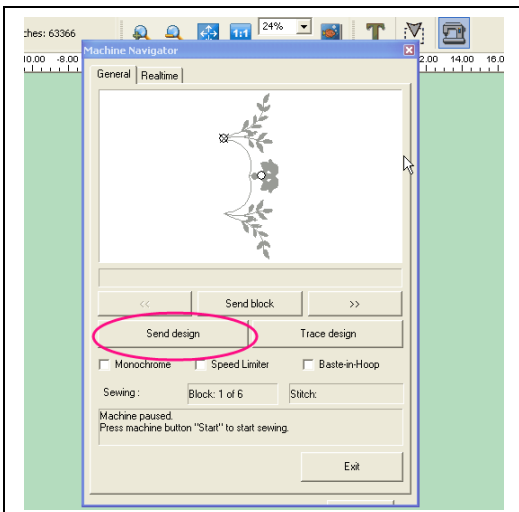 ches: 63366
1:1
24%
T
Machine Navigator
10.00 -8.00
2.00 14.00 16.0
General
Realtime
<<
Send block
>>
Send design
Trace design
Monochrome
Speed Limiter
Baste-in-Hoop
Sewing :
Block: 1 of 6
Stitch:
Machine paused.
Press machine button "Start" to start sewing.
Exit